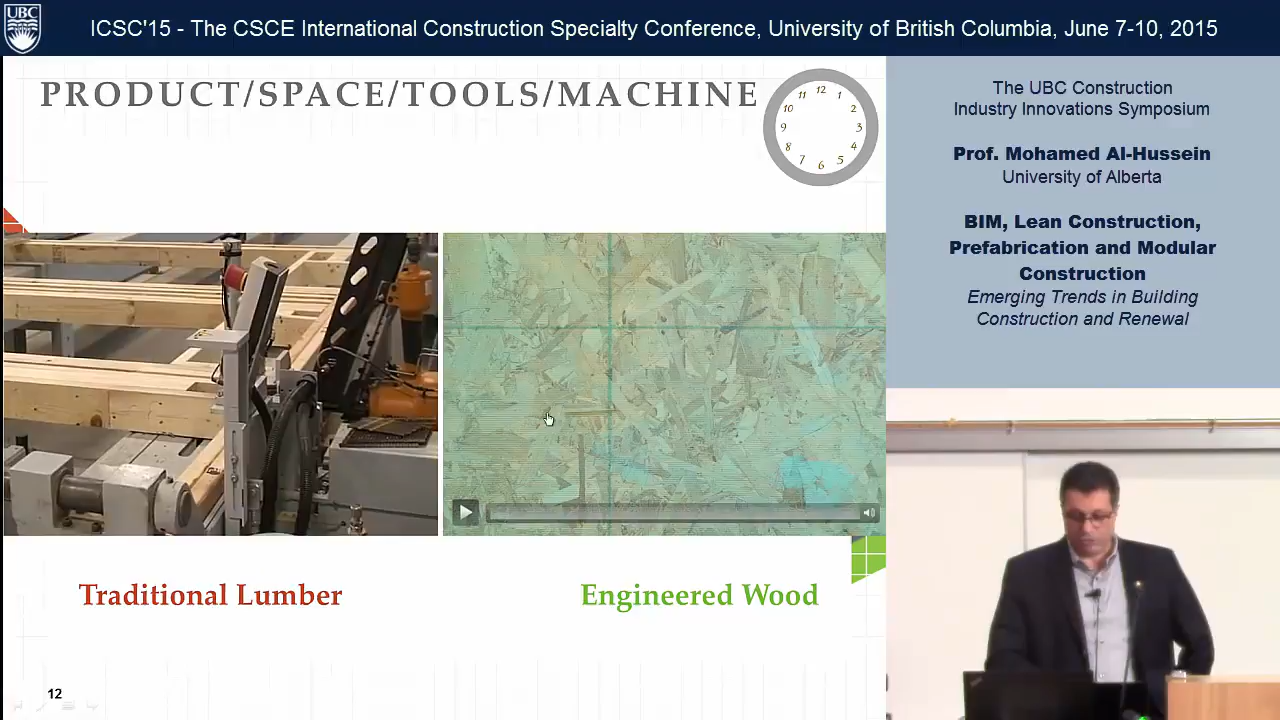 UBC
ICSC'15 - The CSCE International Construction Specialty Conference, University of British Columbia, June 7-10, 2015
PRODUCT/SPACE/TOOLS/MACHINE
12
1
2
3
4
5
6
7
8
9
10
11
The UBC Construction
Industry Innovations Symposium
Prof. Mohamed Al-Hussein
University of Alberta
BIM, Lean Construction,
Prefabrication and Modular
Construction
Emerging Trends in Building
Construction and Renewal
Traditional Lumber
Engineered Wood
12